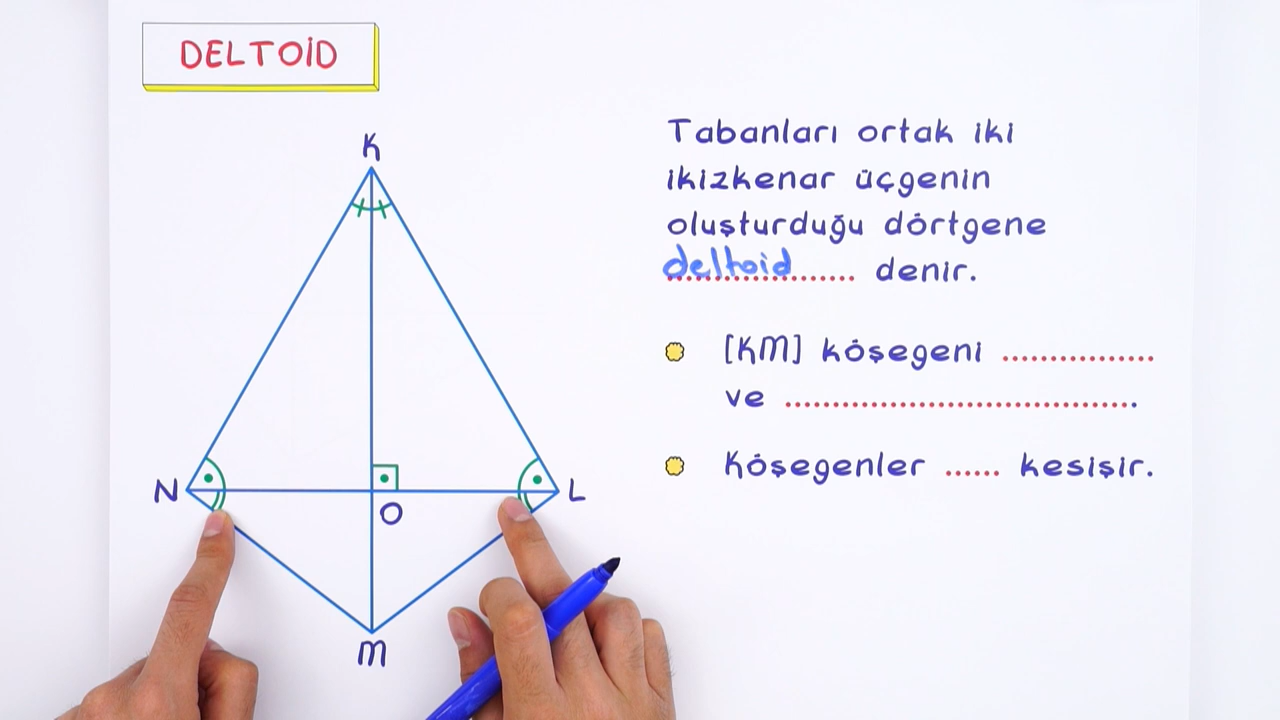 DELTOİD
K
N
L
O
M
Tabanları ortak iki
ikizkenar üçgenin
oluşturduğu dörtgene
deltoid .................. denir.
[KM] köşegeni ................
ve .....................................
Köşegenler ...... kesişir.